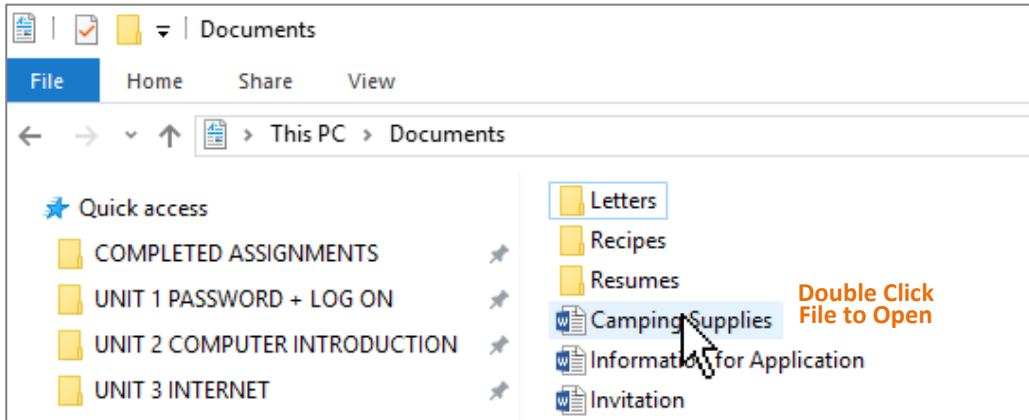 Documents
File Home Share View
This PC > Documents
Quick access
COMPLETED ASSIGNMENTS
UNIT 1 PASSWORD + LOG ON
UNIT 2 COMPUTER INTRODUCTION
UNIT 3 INTERNET
Letters
Recipes
Resumes
Camping Supplies
Double Click
File to Open
Information for Application
Invitation